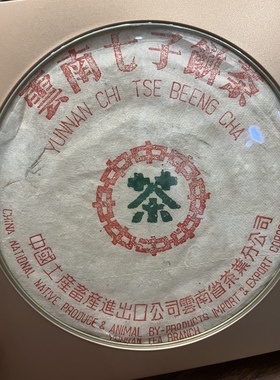 雲南七子餅茶
YUNNAN CHI TSE BEENG CHA
茶
中國土產畜產進出口公司雲南省茶葉分公司
CHINA NATIONAL NATIVE PRODUCE & ANIMAL BY-PRODUCTS IMPORT & EXPORT
YUNNAN TEA BRANCH